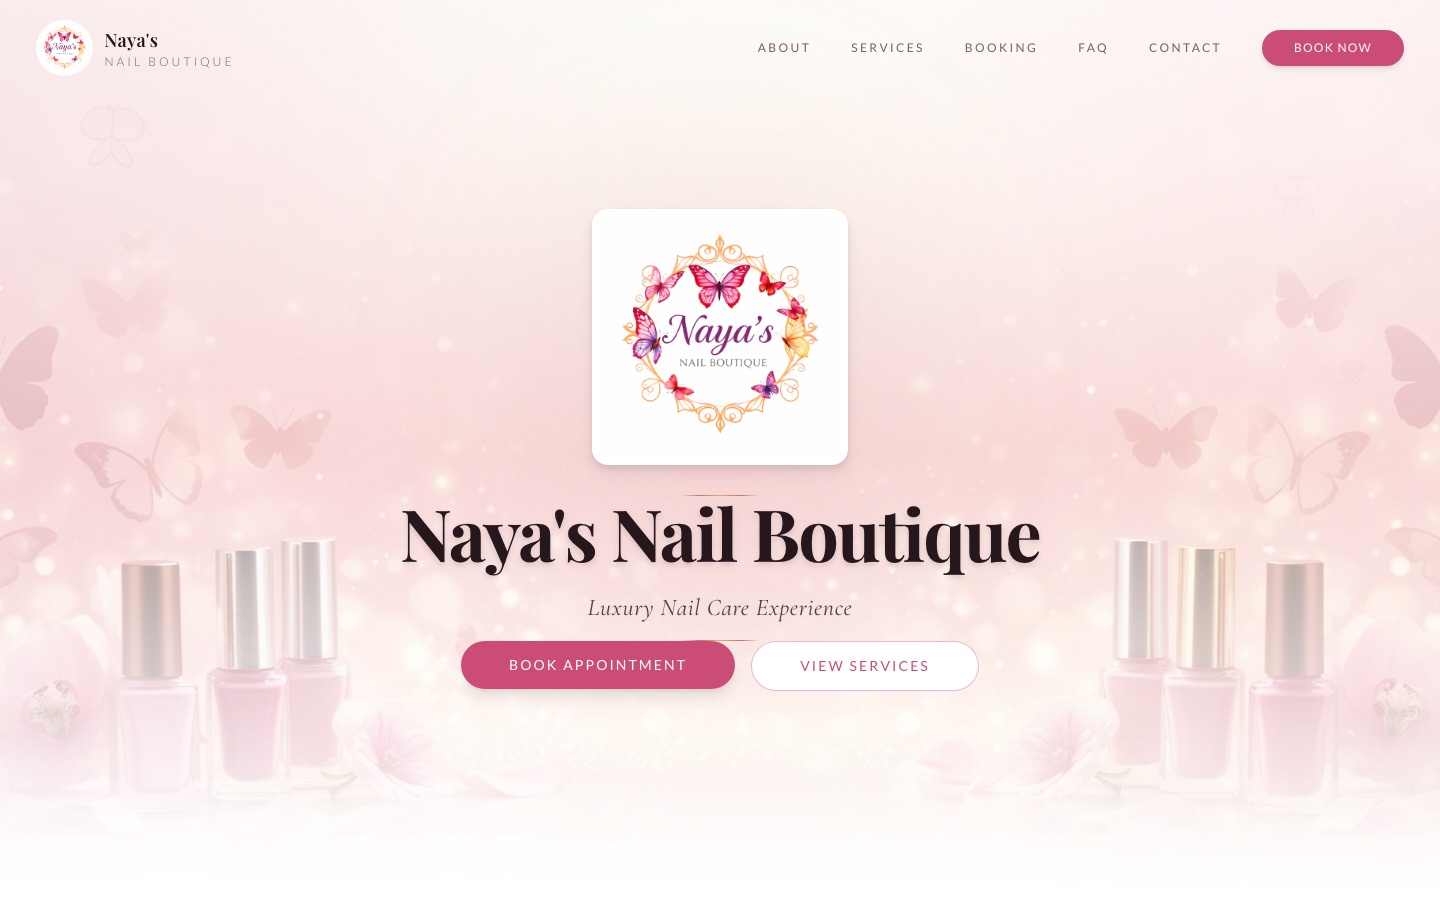 Naya's
NAIL BOUTIQUE
ABOUT
SERVICES
BOOKING
FAQ
CONTACT
BOOK NOW
Naya's
NAIL BOUTIQUE
Naya's Nail Boutique
Luxury Nail Care Experience
BOOK APPOINTMENT
VIEW SERVICES